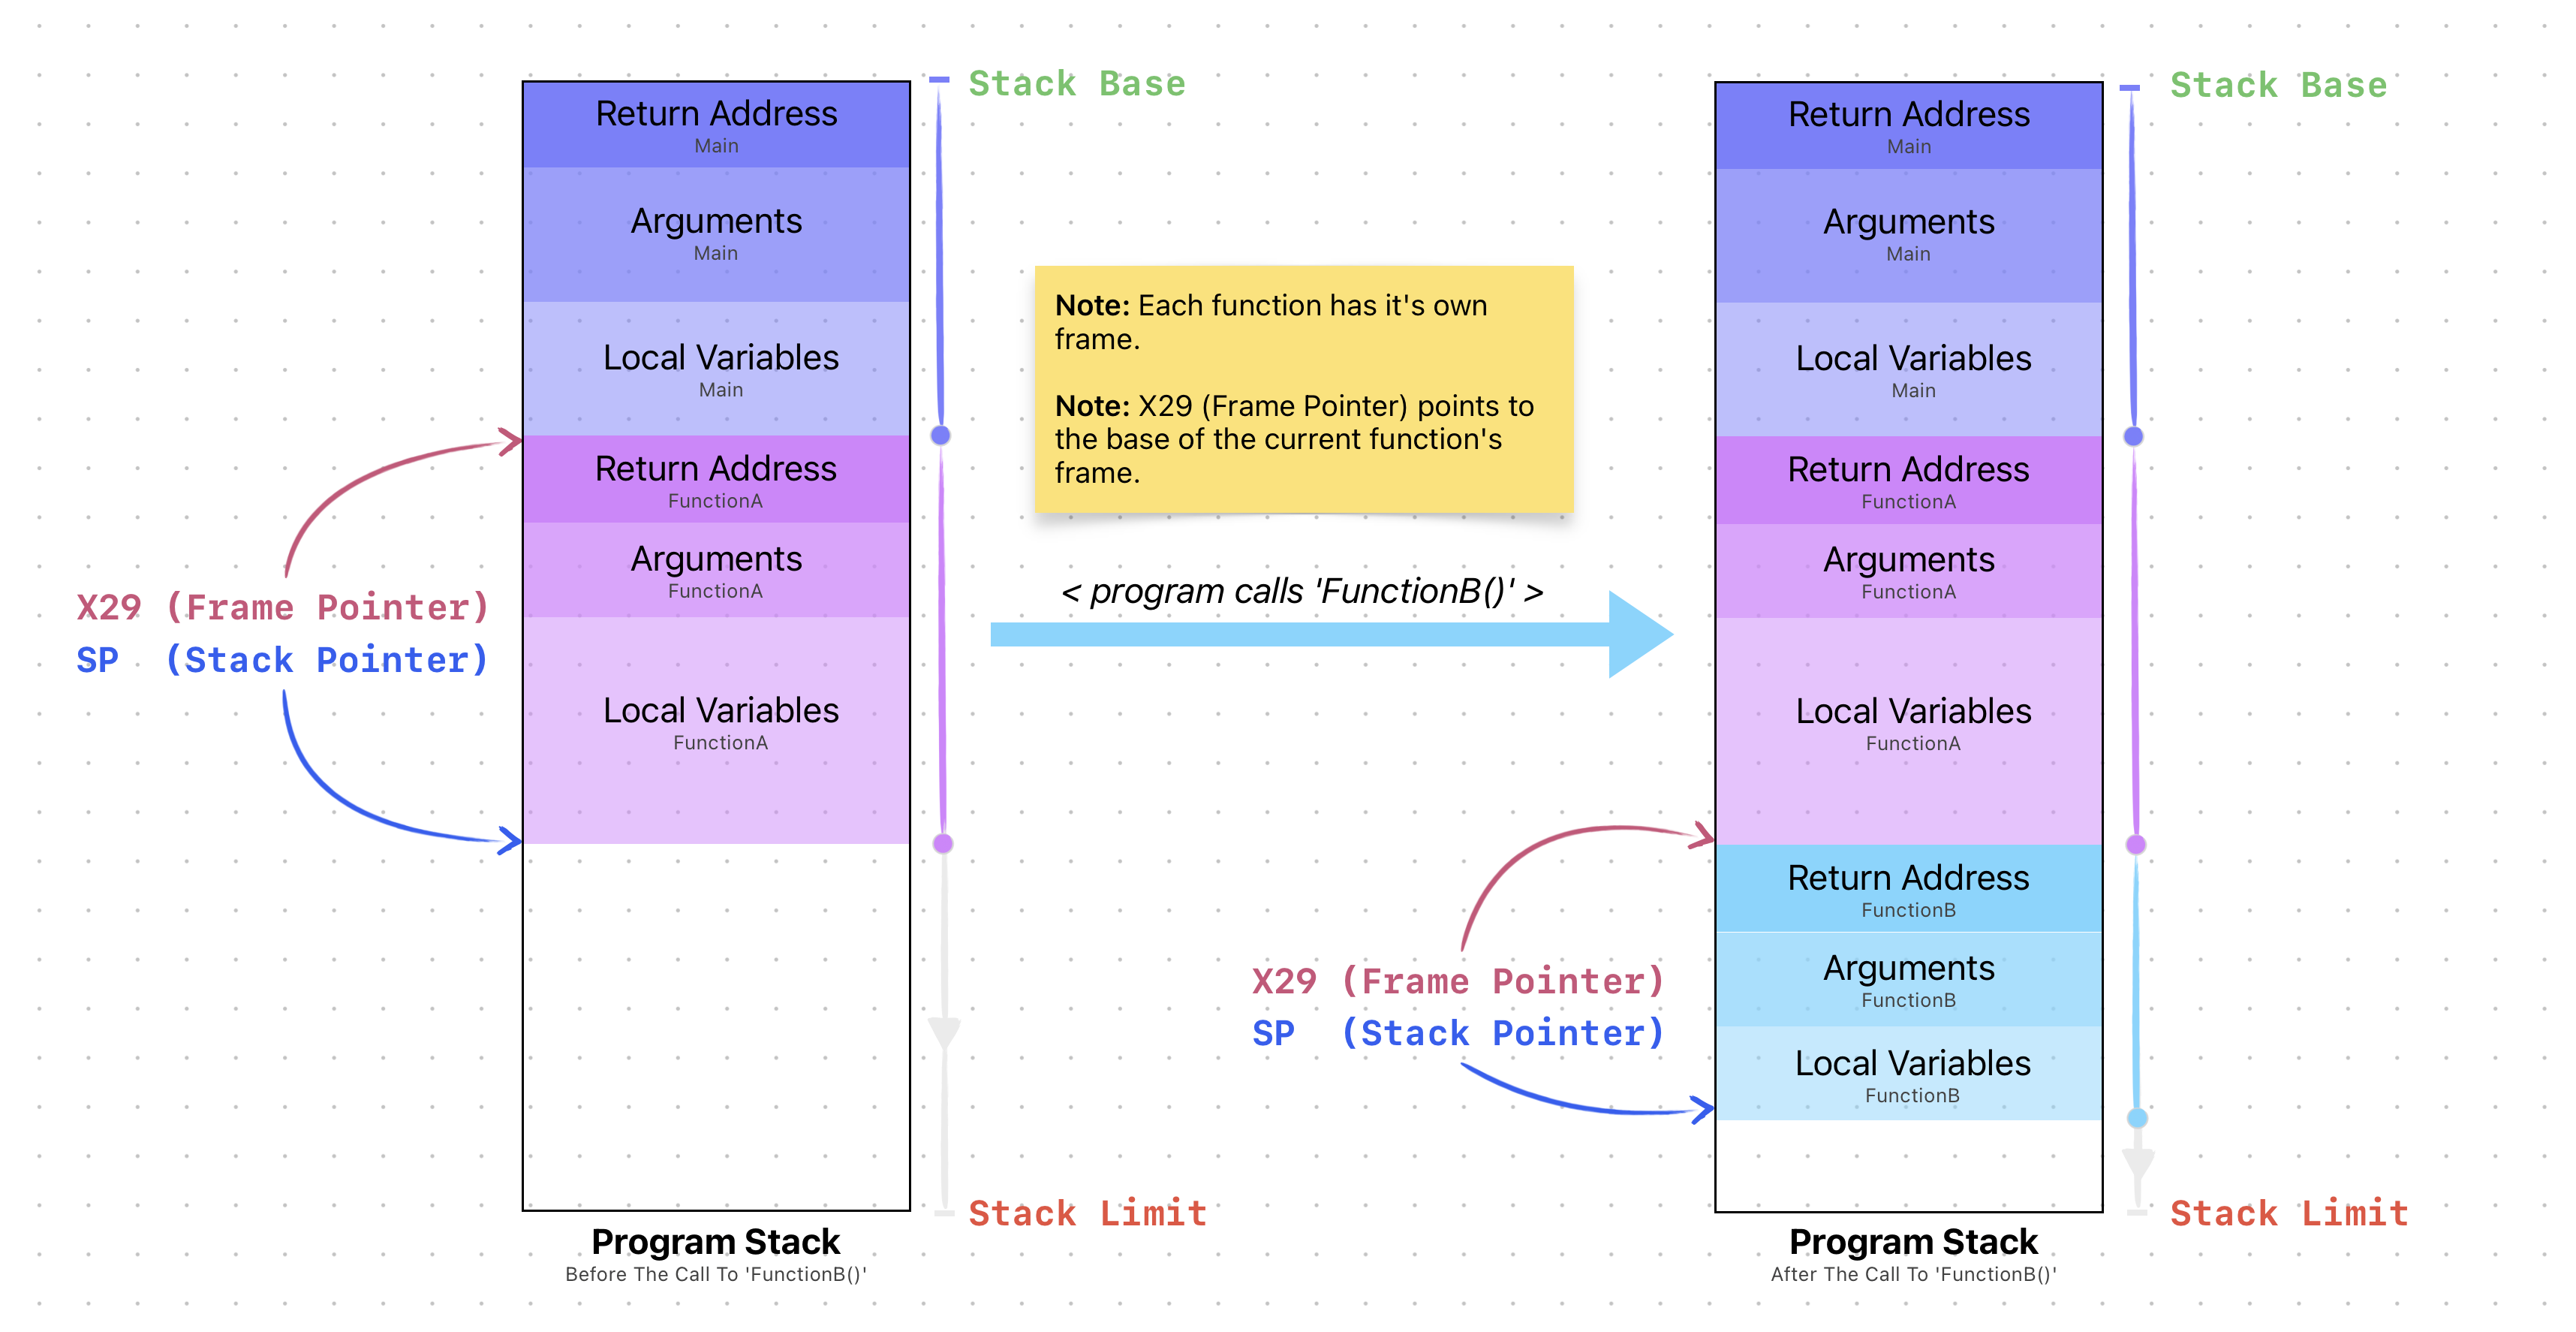 Stack Base
Return Address
Main
Arguments
Main
Local Variables
Main
Return Address
FunctionA
Arguments
FunctionA
Local Variables
FunctionA
X29 (Frame Pointer)
SP (Stack Pointer)
Stack Limit
Program Stack
Before The Call To 'FunctionB()'
Note: Each function has it's own
frame.
Note: X29 (Frame Pointer) points to
the base of the current function's
frame.
< program calls 'FunctionB()' >
Stack Base
Return Address
Main
Arguments
Main
Local Variables
Main
Return Address
FunctionA
Arguments
FunctionA
Local Variables
FunctionA
Return Address
FunctionB
Arguments
FunctionB
Local Variables
FunctionB
X29 (Frame Pointer)
SP (Stack Pointer)
Stack Limit
Program Stack
After The Call To 'FunctionB()'